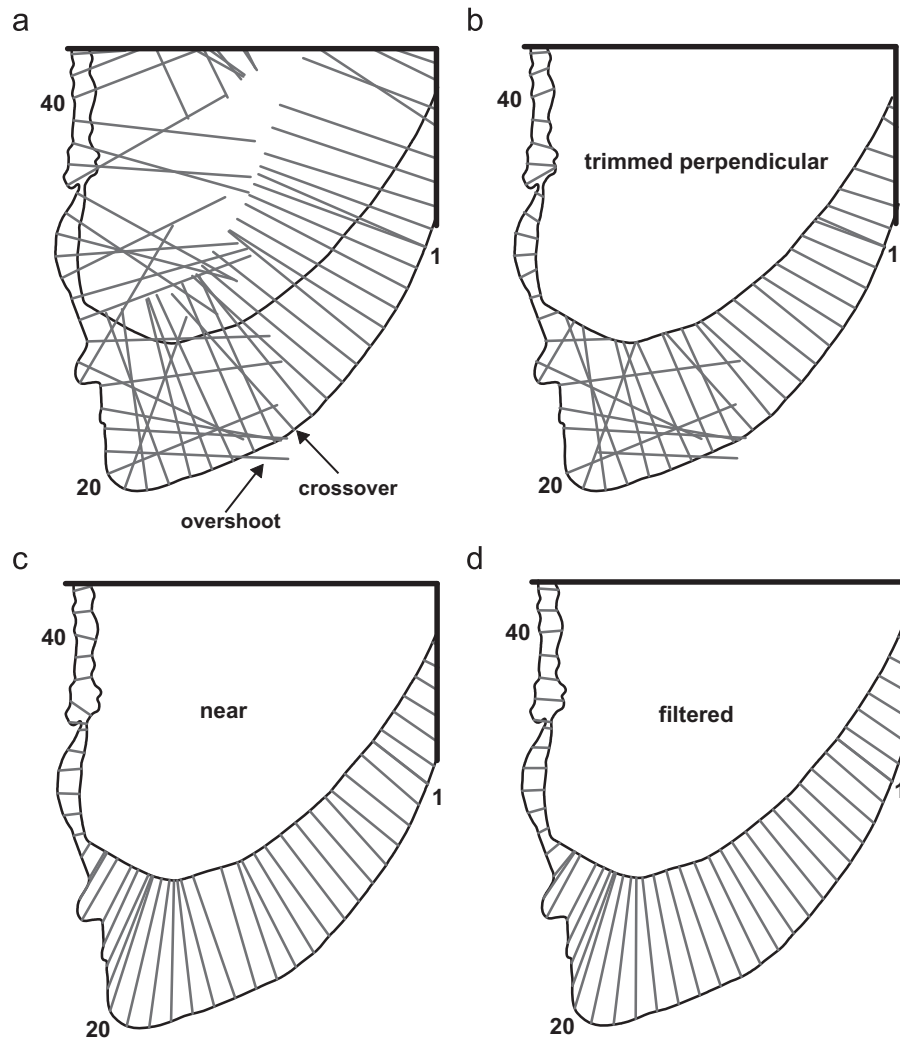 a
40
1
20
crossover
overshoot
b
40
trimmed perpendicular
1
20
c
40
near
1
20
d
40
filtered
1
20